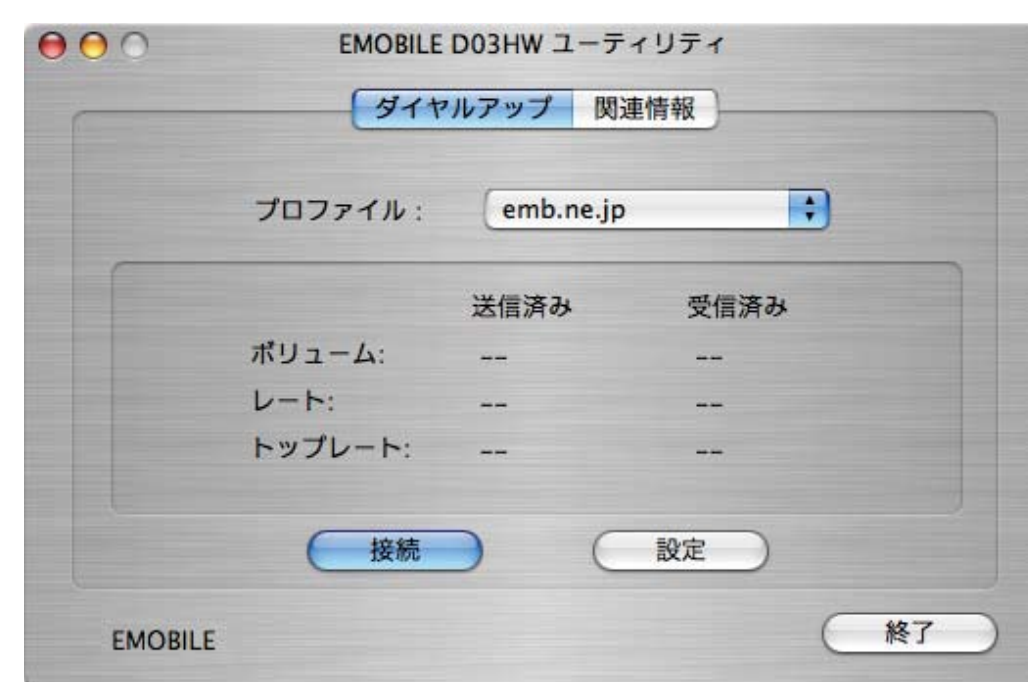 EMOBILE D03HW ユーティリティ
ダイヤルアップ 関連情報
プロファイル : emb.ne.jp
送信済み 受信済み
ボリューム: -- --
レート: -- --
トップレート: -- --
接続 設定
EMOBILE 終了